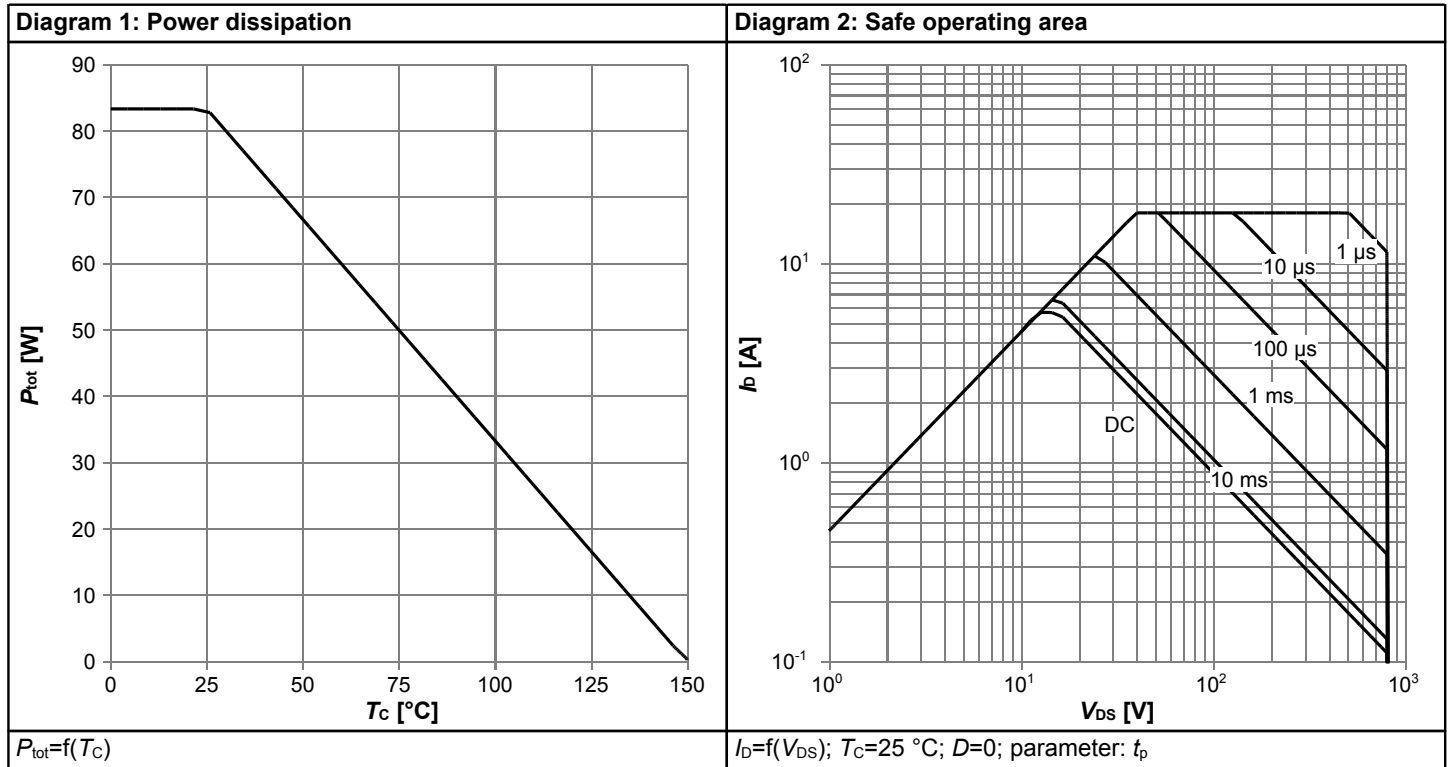 Diagram 1: Power dissipation
90
80
70
60
50
40
30
20
10
0
0 25 50 75 100 125 150
Ptot [W]
TC [°C]
Ptot=f(TC)
Diagram 2: Safe operating area
10²
10¹
10⁰
10⁻¹
10⁰ 10¹ 10² 10³
ID [A]
1 µs
10 µs
100 µs
1 ms
DC
10 ms
VDS [V]
ID=f(VDS); TC=25 °C; D=0; parameter: tp